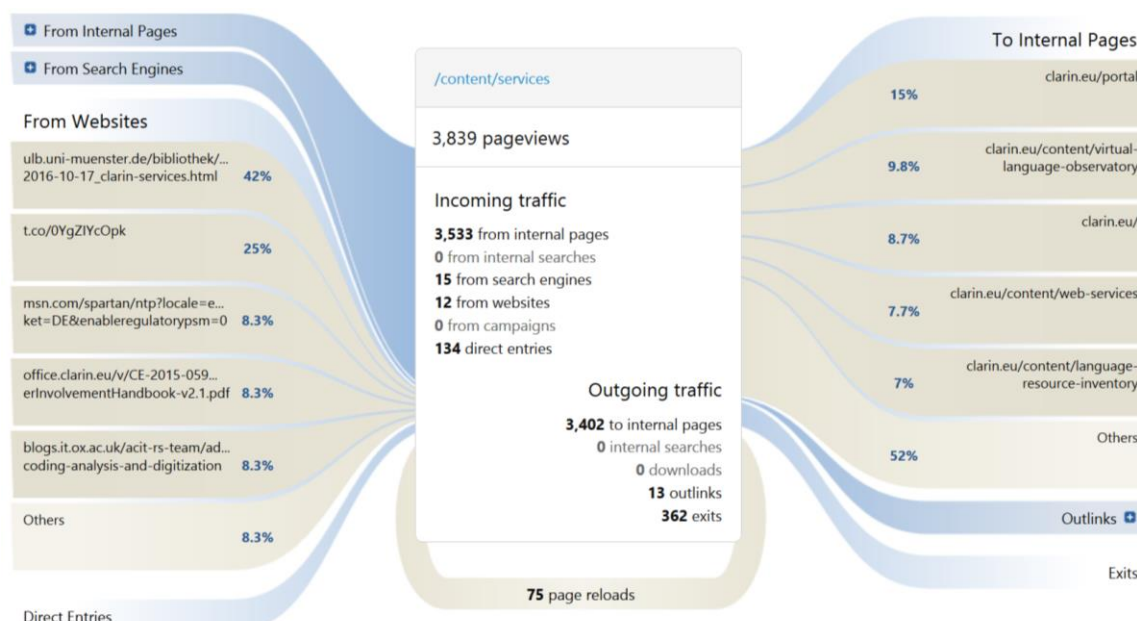 From Internal Pages
From Search Engines
From Websites
ulb.uni-muenster.de/bibliothek/...
2016-10-17_clarin-services.html 42%
t.co/0YgZIYcOpk
25%
msn.com/spartan/ntp?locale=e...
ket=DE&enableregulatorypsm=0 8.3%
office.clarin.eu/v/CE-2015-059...
erInvolvementHandbook-v2.1.pdf 8.3%
blogs.it.ox.ac.uk/acit-rs-team/ad...
coding-analysis-and-digitization 8.3%
Others
8.3%
Direct Entries
/content/services
3,839 pageviews
Incoming traffic
3,533 from internal pages
0 from internal searches
15 from search engines
12 from websites
0 from campaigns
134 direct entries
Outgoing traffic
3,402 to internal pages
0 internal searches
0 downloads
13 outlinks
362 exits
75 page reloads
To Internal Pages
clarin.eu/portal
15%
clarin.eu/content/virtual-
9.8% language-observatory
clarin.eu/
8.7%
clarin.eu/content/web-services
7.7%
clarin.eu/content/language-
7% resource-inventory
Others
52%
Outlinks
Exits